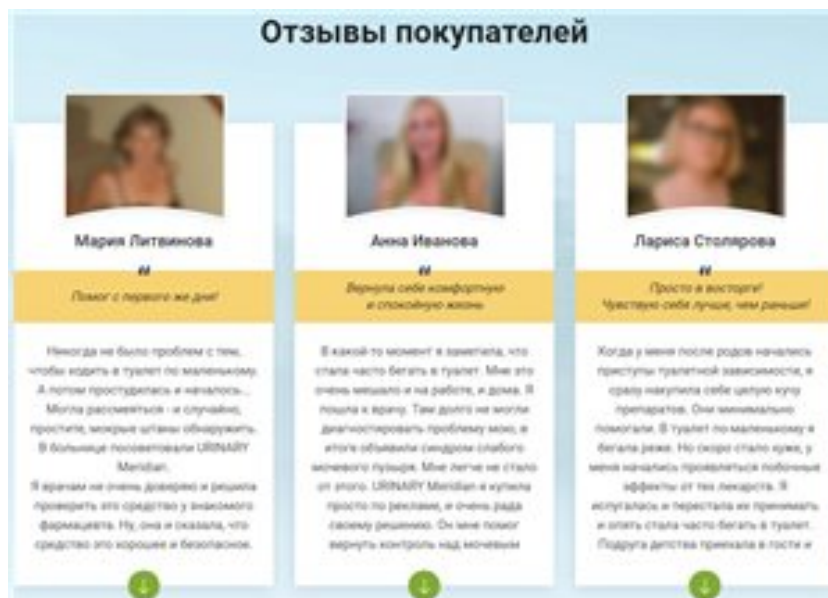 Отзывы покупателей
Мария Литвинова
"
Помог с первого же дня!
Никогда не было проблем с тем,
чтобы ходить в туалет по маленькому.
А потом простудилась и началось...
Могла рассмеяться - и случайно,
простите, мокрые штаны обнаружить.
В больнице посоветовали URINARY
Meridian.
Я врачам не очень доверяю и решила
проверить это средство у знакомого
фармацевта. Ну, она и сказала, что
средство это хорошее и безопасное.
Анна Иванова
"
Вернула себе комфортную
и спокойную жизнь
В какой-то момент я заметила, что
стала часто бегать в туалет. Мне это
очень мешало и на работе, и дома. Я
пошла к врачу. Там долго не могли
диагностировать проблему мою, в
итоге объявили синдром слабого
мочевого пузыря. Мне легче не стало
от этого. URINARY Meridian я купила
просто по рекламе, и очень рада
своему решению. Он мне помог
вернуть контроль над мочевым
Лариса Столярова
"
Просто в восторге!
Чувствую себя лучше, чем раньше!
Когда у меня после родов начались
приступы туалетной зависимости, я
сразу накупила себе целую кучу
препаратов. Они минимально
помогали. В туалет по-маленькому я
бегала реже. Но скоро стало хуже, у
меня начались проявляться побочные
эффекты от тех лекарств. Я
испугалась и перестала их принимать
и опять стала часто бегать в туалет.
Подруга детства приехала в гости и